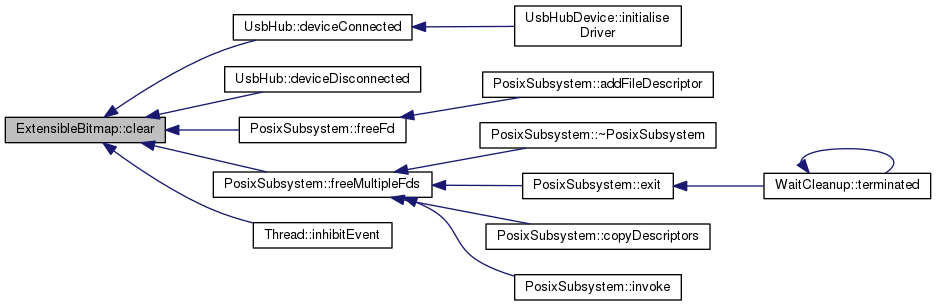 ExtensibleBitmap::clear
UsbHub::deviceConnected
UsbHubDevice::initialise
Driver
UsbHub::deviceDisconnected
PosixSubsystem::freeFd
PosixSubsystem::addFileDescriptor
PosixSubsystem::freeMultipleFds
PosixSubsystem::~PosixSubsystem
PosixSubsystem::exit
WaitCleanup::terminated
PosixSubsystem::copyDescriptors
PosixSubsystem::invoke
Thread::inhibitEvent